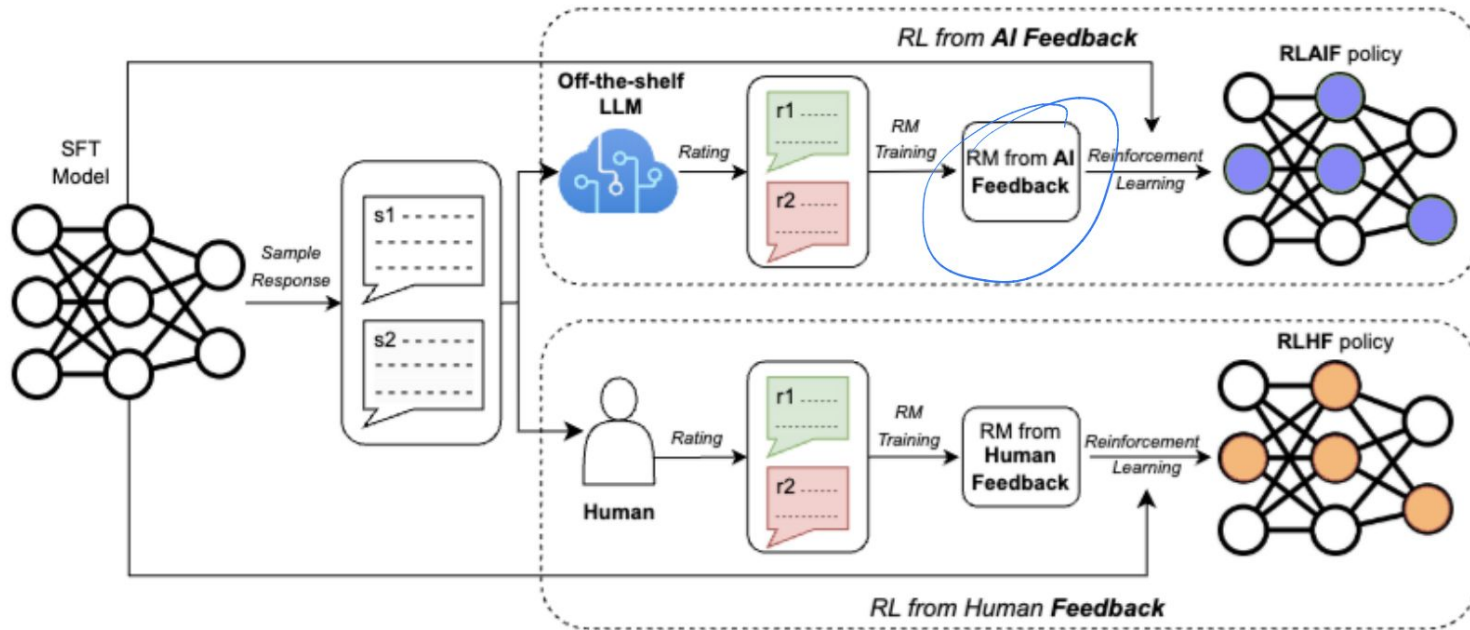 RL from AI Feedback
Off-the-shelf
LLM
Rating
r1
r2
RM
Training
RM from AI
Feedback
Reinforcement
Learning
RLAIF policy
SFT
Model
Sample
Response
s1
s2
Human
Rating
r1
r2
RM
Training
RM from
Human
Feedback
Reinforcement
Learning
RLHF policy
RL from Human Feedback